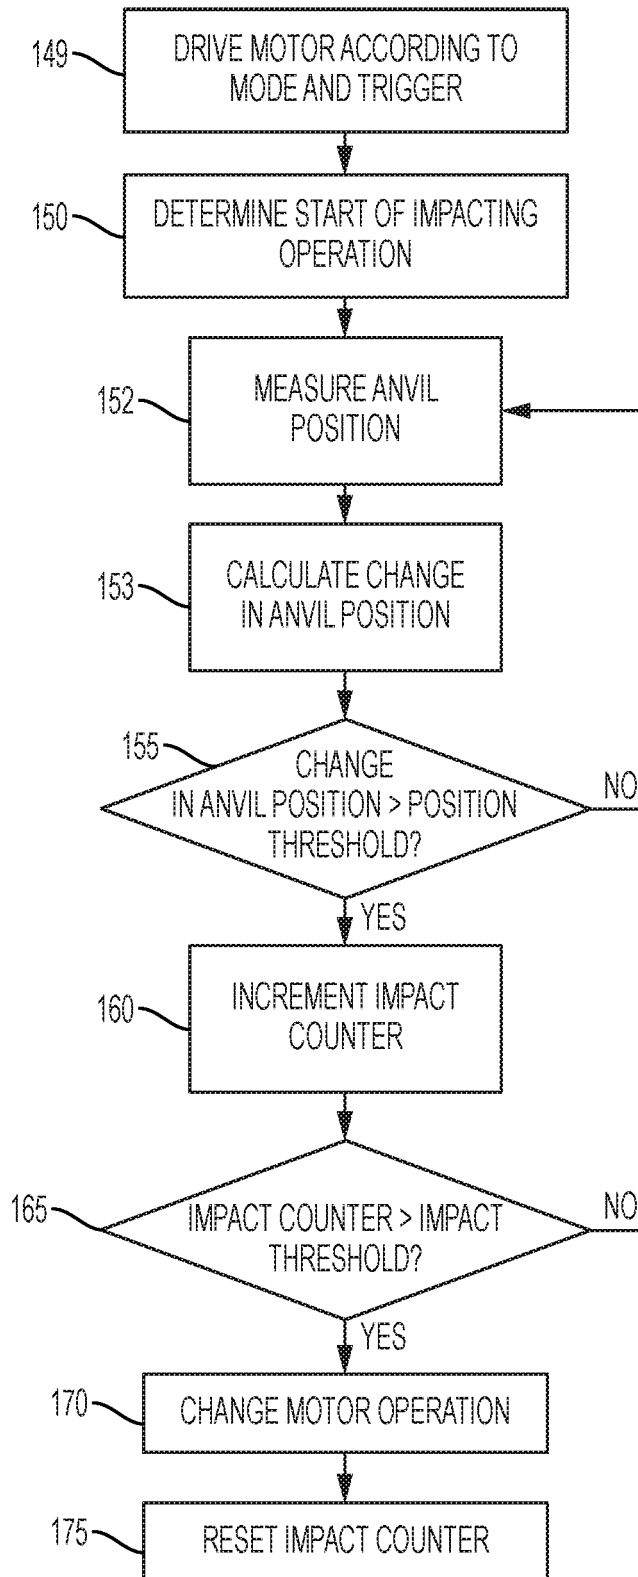 149
DRIVE MOTOR ACCORDING TO
MODE AND TRIGGER
150
DETERMINE START OF IMPACTING
OPERATION
152
MEASURE ANVIL
POSITION
153
CALCULATE CHANGE
IN ANVIL POSITION
155
CHANGE
IN ANVIL POSITION > POSITION
THRESHOLD?
NO
YES
160
INCREMENT IMPACT
COUNTER
165
IMPACT COUNTER > IMPACT
THRESHOLD?
NO
YES
170
CHANGE MOTOR OPERATION
175
RESET IMPACT COUNTER